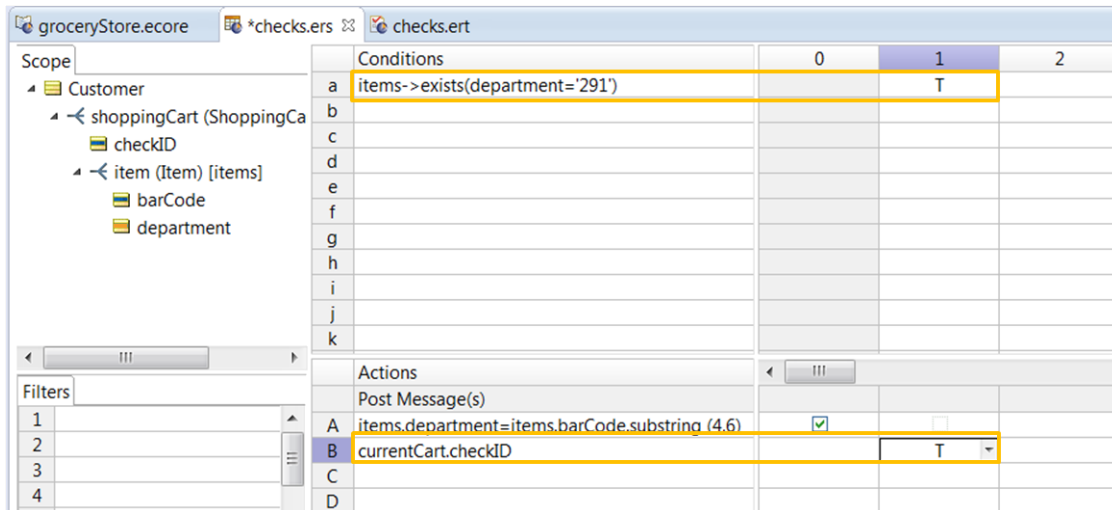 groceryStore.ecore *checks.ers checks.ert
Scope Conditions 0 1 2
Customer a items->exists(department='291') T
shoppingCart (ShoppingCa b
checkID c
item (Item) [items] d
barCode e
department f
g
h
i
j
k
Actions
Filters Post Message(s)
1 A items.department=items.barCode.substring (4,6)
2 B currentCart.checkID T
3 C
4 D